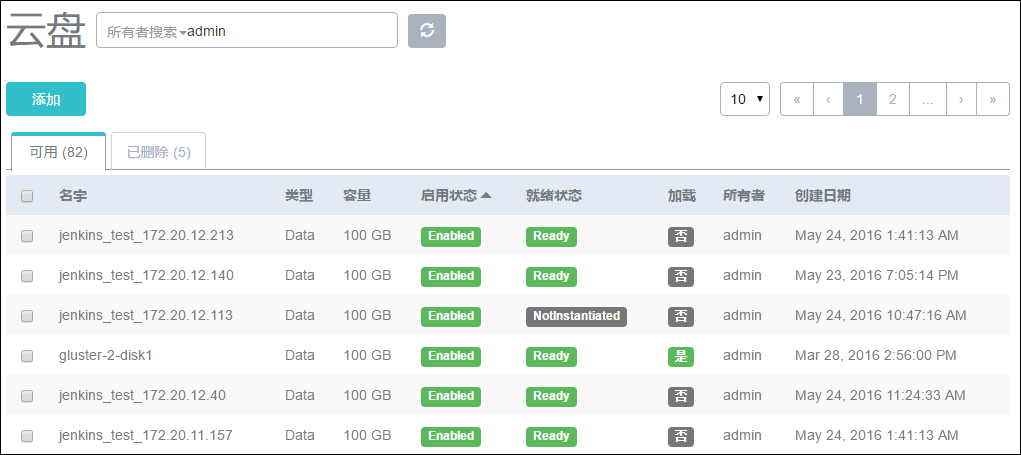 云盘 所有者搜索 admin
添加 10 « ‹ 1 2 ... › »
可用 (82) 已删除 (5)
名字 类型 容量 启用状态 就绪状态 加载 所有者 创建日期
jenkins_test_172.20.12.213 Data 100 GB Enabled Ready 否 admin May 24, 2016 1:41:13 AM
jenkins_test_172.20.12.140 Data 100 GB Enabled Ready 否 admin May 23, 2016 7:05:14 PM
jenkins_test_172.20.12.113 Data 100 GB Enabled NotInstantiated 否 admin May 24, 2016 10:47:16 AM
gluster-2-disk1 Data 100 GB Enabled Ready 是 admin Mar 28, 2016 2:56:00 PM
jenkins_test_172.20.12.40 Data 100 GB Enabled Ready 否 admin May 24, 2016 11:24:33 AM
jenkins_test_172.20.11.157 Data 100 GB Enabled Ready 否 admin May 24, 2016 1:41:13 AM